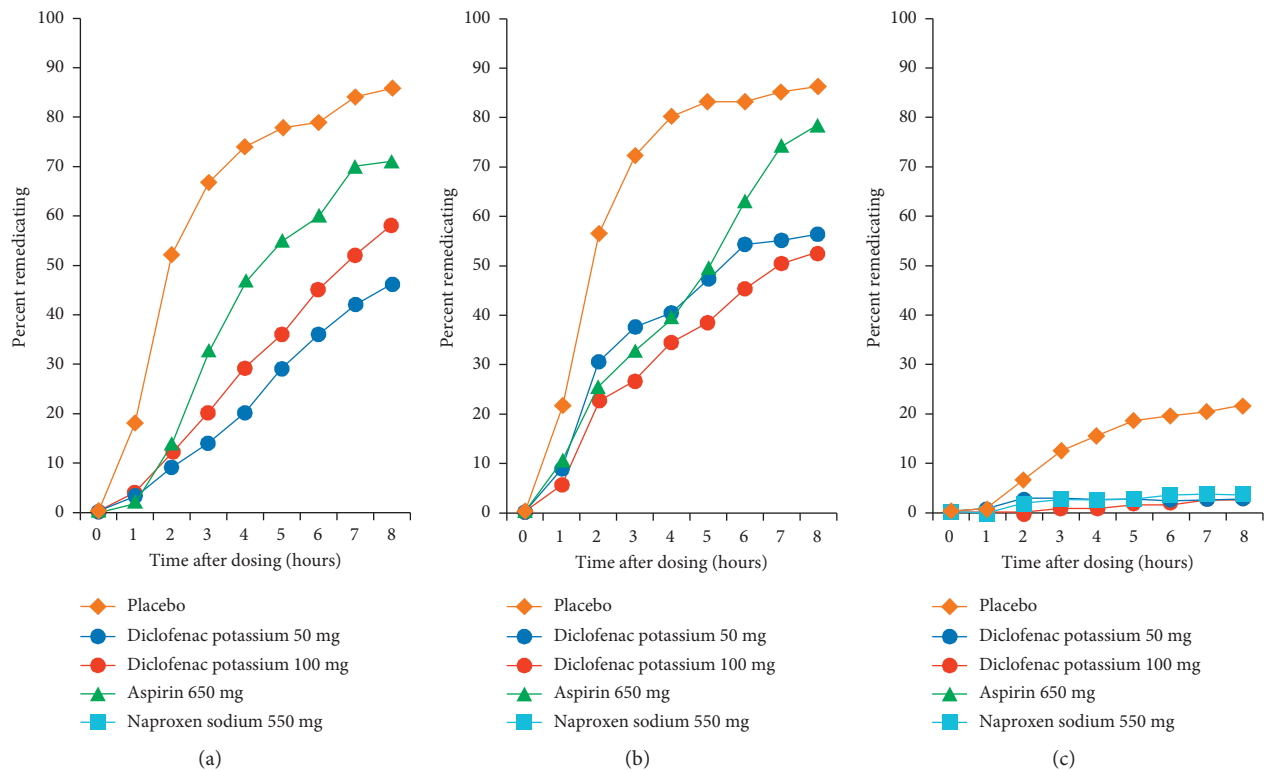 100
90
80
70
60
50
40
30
20
10
0
Percent remedicating
0 1 2 3 4 5 6 7 8
Time after dosing (hours)
Placebo
Diclofenac potassium 50 mg
Diclofenac potassium 100 mg
Aspirin 650 mg
Naproxen sodium 550 mg
(a)
100
90
80
70
60
50
40
30
20
10
0
Percent remedicating
0 1 2 3 4 5 6 7 8
Time after dosing (hours)
Placebo
Diclofenac potassium 50 mg
Diclofenac potassium 100 mg
Aspirin 650 mg
Naproxen sodium 550 mg
(b)
100
90
80
70
60
50
40
30
20
10
0
Percent remedicating
0 1 2 3 4 5 6 7 8
Time after dosing (hours)
Placebo
Diclofenac potassium 50 mg
Diclofenac potassium 100 mg
Aspirin 650 mg
Naproxen sodium 550 mg
(c)